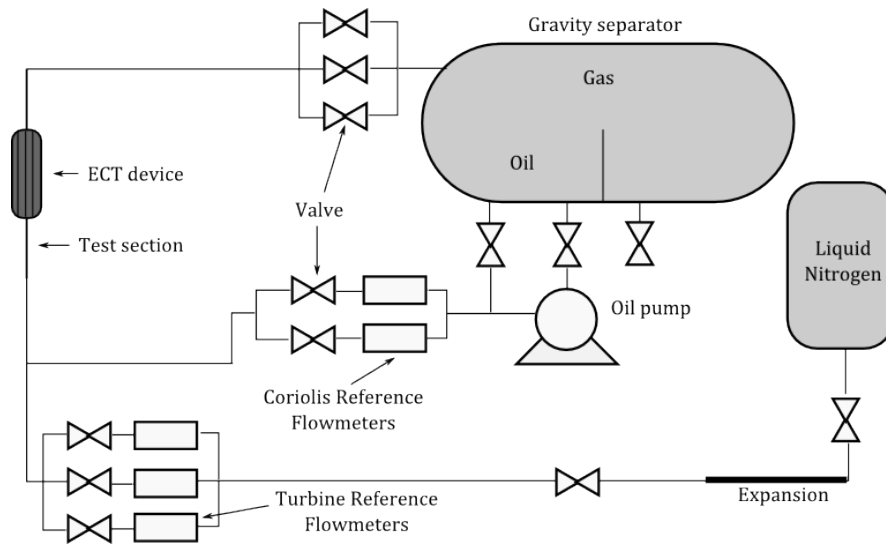 Gravity separator
Gas
Oil
ECT device
Valve
Test section
Liquid
Nitrogen
Oil pump
Coriolis Reference
Flowmeters
Expansion
Turbine Reference
Flowmeters